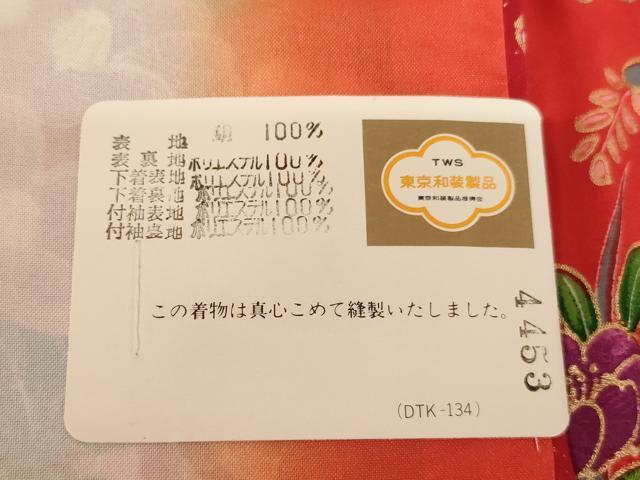 表地 絹 100%
表裏地 ポリエステル100%
下着表地 ポリエステル100%
下着裏地 ポリエステル100%
付袖表地 ポリエステル100%
付袖裏地 ポリエステル100%
TWS
東京和装製品
東京和装製品推奨会
この着物は真心こめて縫製いたしました。
4453
(DTK-134)